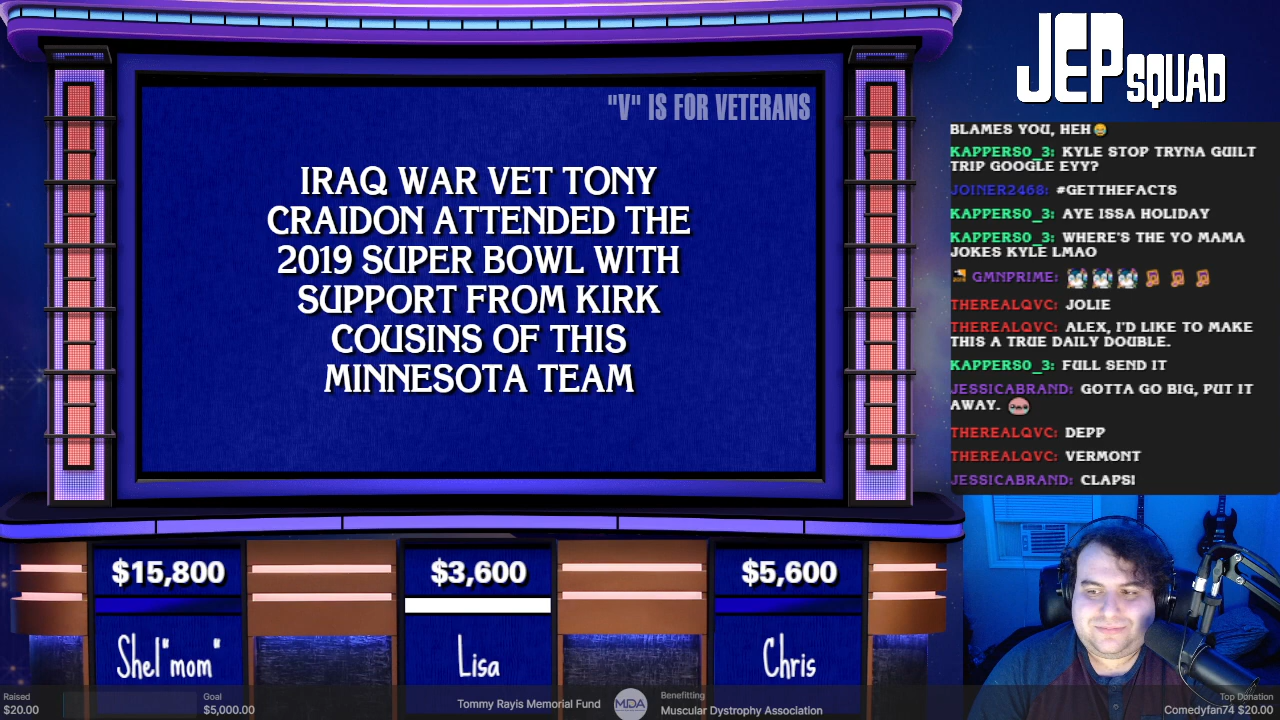 "V" IS FOR VETERANS
IRAQ WAR VET TONY
CRAIDON ATTENDED THE
2019 SUPER BOWL WITH
SUPPORT FROM KIRK
COUSINS OF THIS
MINNESOTA TEAM
JEP SQUAD
BLAMES YOU, HEH😂
KAPPERS0_3: KYLE STOP TRYNA GUILT
TRIP GOOGLE EYY?
JOINER2468: #GETTHEFACTS
KAPPERS0_3: AYE ISSA HOLIDAY
KAPPERS0_3: WHERE'S THE YO MAMA
JOKES KYLE LMAO
GMNPRIME:
THEREALQVC: JOLIE
THEREALQVC: ALEX, I'D LIKE TO MAKE
THIS A TRUE DAILY DOUBLE.
KAPPERS0_3: FULL SEND IT
JESSICABRAND: GOTTA GO BIG, PUT IT
AWAY.
THEREALQVC: DEPP
THEREALQVC: VERMONT
JESSICABRAND: CLAPS!
$15,800
$3,600
$5,600
Shel "mom"
Lisa
Chris
Raised
$20.00
Goal
$5,000.00
Tommy Rayis Memorial Fund
MDA
Benefitting
Muscular Dystrophy Association
Top Donation
Comedyfan74 $20.00